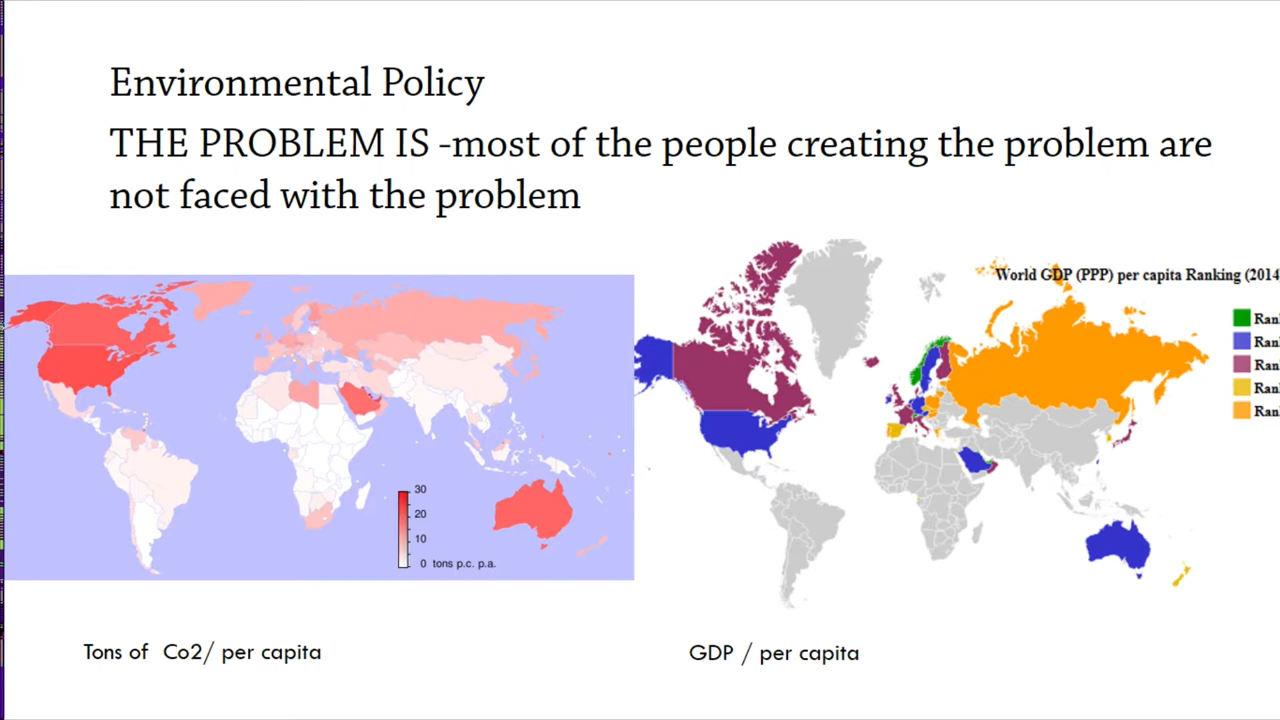 Environmental Policy
THE PROBLEM IS -most of the people creating the problem are
not faced with the problem
World GDP (PPP) per capita Ranking (2014
30
20
10
0 tons p.c. p.a.
Tons of Co2/ per capita
GDP / per capita